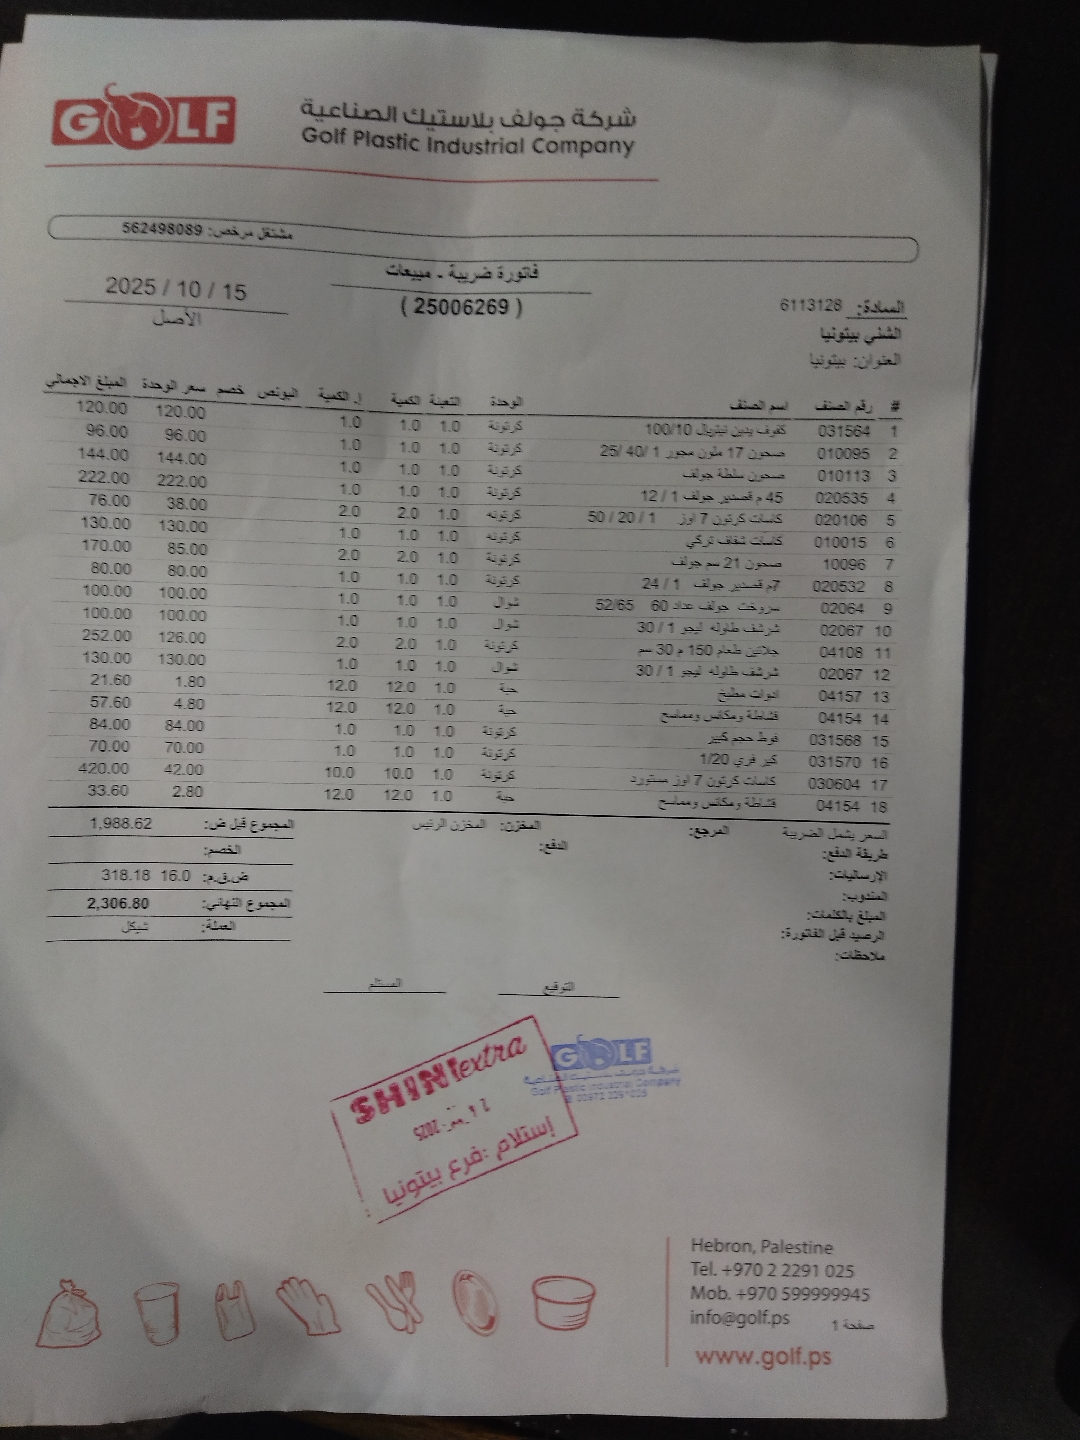 GOLF
شركة جولف بلاستيك الصناعية
Golf Plastic Industrial Company
مشتغل مرخص: 562498089
فاتورة ضريبة - مبيعات
( 25006269 )
2025 / 10 / 15
الأصل
السادة: 6113128
الشني بيتونيا
العنوان: بيتونيا
# رقم الصنف اسم الصنف الوحدة التعبئة الكمية إ. الكمية البونص خصم سعر الوحدة المبلغ الاجمالي
1 031564 كفوف يدين نيتريال 100/10 كرتونة 1.0 1.0 1.0 120.00 120.00
2 010095 صحون 17 ملون مجور 1 /40 /25 كرتونة 1.0 1.0 1.0 96.00 96.00
3 010113 صحون سلطة جولف كرتونة 1.0 1.0 1.0 144.00 144.00
4 020535 45 م قصدير جولف 1 / 12 كرتونة 1.0 1.0 1.0 222.00 222.00
5 020106 كاسات كرتون 7 اوز 1 / 20 / 50 كرتونه 1.0 2.0 2.0 38.00 76.00
6 010015 كاسات شفاف تركي كرتونة 1.0 1.0 1.0 130.00 130.00
7 10096 صحون 21 سم جولف كرتونة 1.0 2.0 2.0 85.00 170.00
8 020532 7م قصدير جولف 1 / 24 كرتونة 1.0 1.0 1.0 80.00 80.00
9 02064 سروخت جولف عداد 60 52/65 شوال 1.0 1.0 1.0 100.00 100.00
10 02067 شرشف طاوله ليجو 1 / 30 شوال 1.0 1.0 1.0 100.00 100.00
11 04108 جلاتين طعام 150 م 30 سم كرتونة 1.0 2.0 2.0 126.00 252.00
12 02067 شرشف طاوله ليجو 1 / 30 شوال 1.0 1.0 1.0 130.00 130.00
13 04157 ادوات مطبخ حبة 1.0 12.0 12.0 1.80 21.60
14 04154 قشاطة ومكانس ومماسح حبة 1.0 12.0 12.0 4.80 57.60
15 031568 فوط حجم كبير كرتونة 1.0 1.0 1.0 84.00 84.00
16 031570 كير فري 1/20 كرتونة 1.0 1.0 1.0 70.00 70.00
17 030604 كاسات كرتون 7 اوز مستورد كرتونة 1.0 10.0 10.0 42.00 420.00
18 04154 قشاطة ومكانس ومماسح حبة 1.0 12.0 12.0 2.80 33.60
السعر يشمل الضريبة المرجع: المخزن: المخزن الرئيس المجموع قبل ض: 1,988.62
طريقة الدفع: الدفع: الخصم:
الإرساليات: ض.ق.م: 16.0 318.18
المندوب: المجموع النهائي: 2,306.80
المبلغ بالكلمات: العملة: شيكل
الرصيد قبل الفاتورة:
ملاحظات:
التوقيع المستلم
SHINI extra
2025
إستلام :فرع بيتونيا
GOLF
شركة جولف بلاستيك الصناعية
Golf Plastic Industrial Company
00972 2291025
Hebron, Palestine
Tel. +970 2 2291 025
Mob. +970 599999945
info@golf.ps
صفحة 1
www.golf.ps